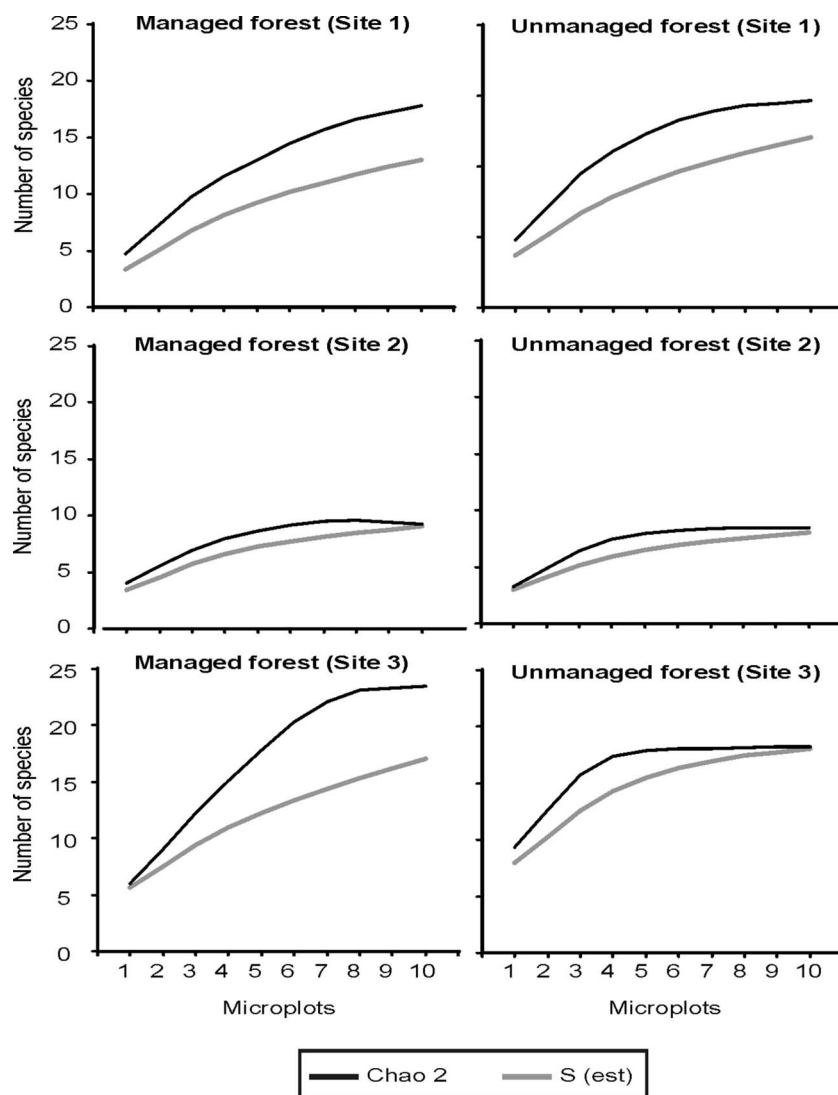 Managed forest (Site 1)
Unmanaged forest (Site 1)
Number of species
25
20
15
10
5
0
Managed forest (Site 2)
Unmanaged forest (Site 2)
Number of species
25
20
15
10
5
0
Managed forest (Site 3)
Unmanaged forest (Site 3)
Number of species
25
20
15
10
5
0
1 2 3 4 5 6 7 8 9 10
1 2 3 4 5 6 7 8 9 10
Microplots
Microplots
Chao 2
S (est)